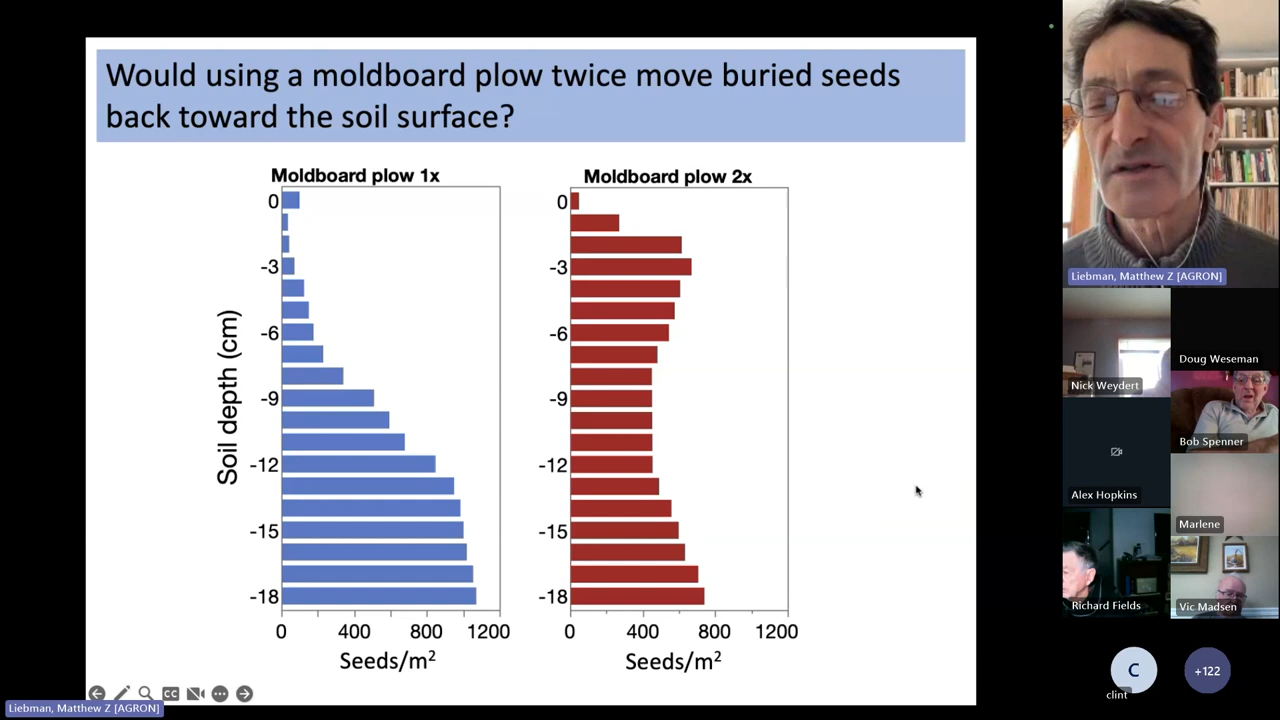 Would using a moldboard plow twice move buried seeds
back toward the soil surface?
Moldboard plow 1x
0
-3
-6
-9
-12
-15
-18
Soil depth (cm)
0 400 800 1200
Seeds/m²
Moldboard plow 2x
0
-3
-6
-9
-12
-15
-18
0 400 800 1200
Seeds/m²
CC
Liebman, Matthew Z [AGRON]
Liebman, Matthew Z [AGRON]
Nick Weydert
Doug Weseman
Bob Spenner
Alex Hopkins
Marlene
Richard Fields
Vic Madsen
C
clint
+122